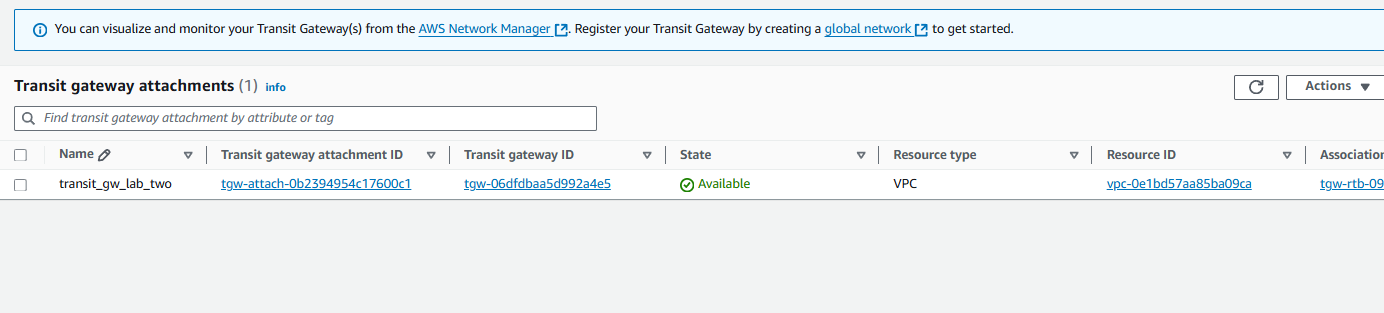 You can visualize and monitor your Transit Gateway(s) from the AWS Network Manager. Register your Transit Gateway by creating a global network to get started.
Transit gateway attachments (1) info
Actions
Find transit gateway attachment by attribute or tag
Name Transit gateway attachment ID Transit gateway ID State Resource type Resource ID Association
transit_gw_lab_two tgw-attach-0b2394954c17600c1 tgw-06dfdbaa5d992a4e5 Available VPC vpc-0e1bd57aa85ba09ca tgw-rtb-09